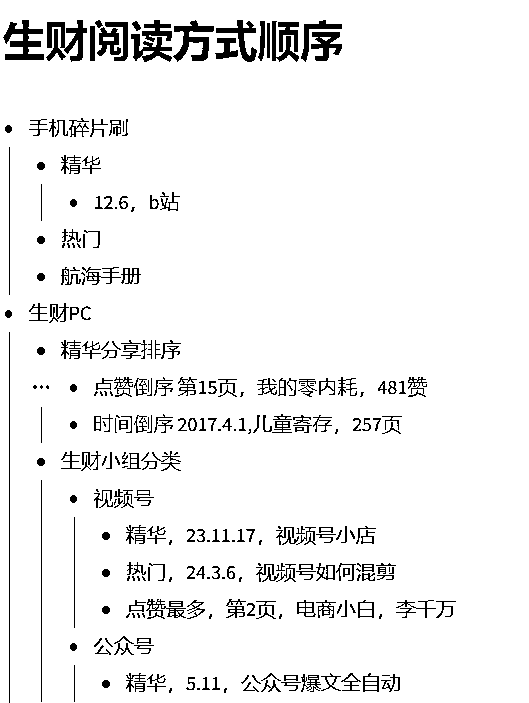 生财阅读方式顺序
手机碎片刷
精华
12.6，b站
热门
航海手册
生财PC
精华分享排序
点赞倒序 第15页，我的零内耗，481赞
时间倒序 2017.4.1,儿童寄存，257页
生财小组分类
视频号
精华，23.11.17，视频号小店
热门，24.3.6，视频号如何混剪
点赞最多，第2页，电商小白，李千万
公众号
精华，5.11，公众号爆文全自动